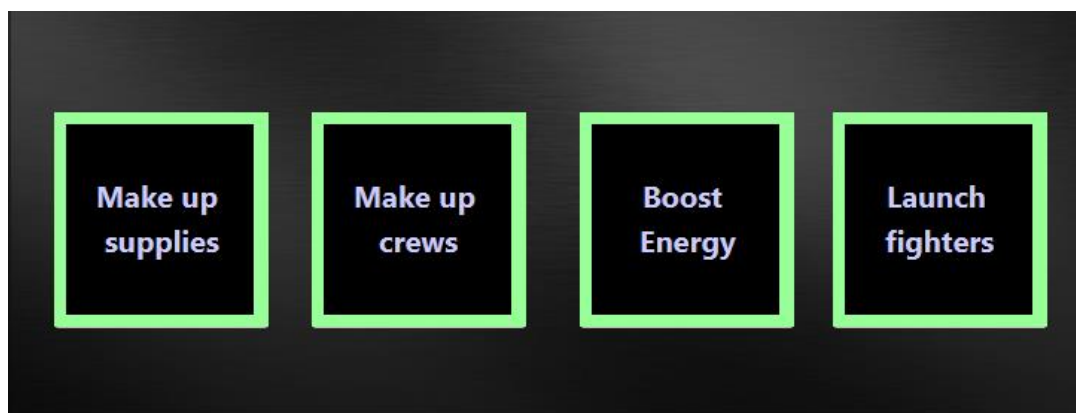 Make up
supplies
Make up
crews
Boost
Energy
Launch
fighters